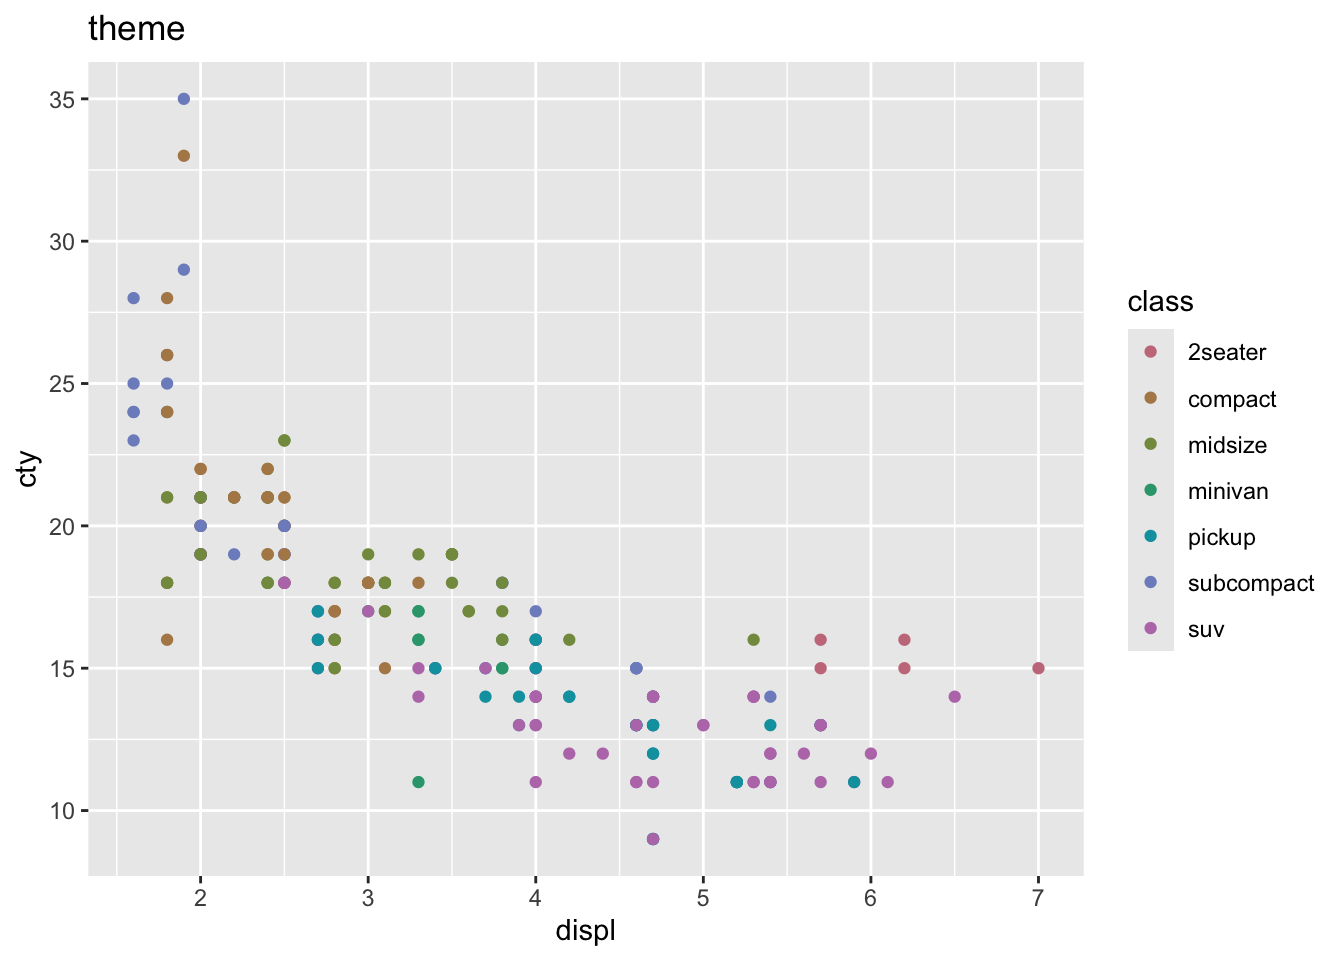 theme
35
30
25
20
15
10
cty
2 3 4 5 6 7
displ
class
2seater
compact
midsize
minivan
pickup
subcompact
suv